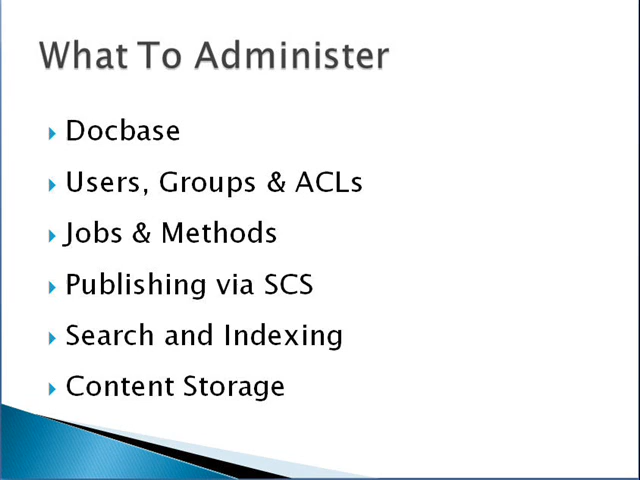 What To Administer
Docbase
Users, Groups & ACLs
Jobs & Methods
Publishing via SCS
Search and Indexing
Content Storage